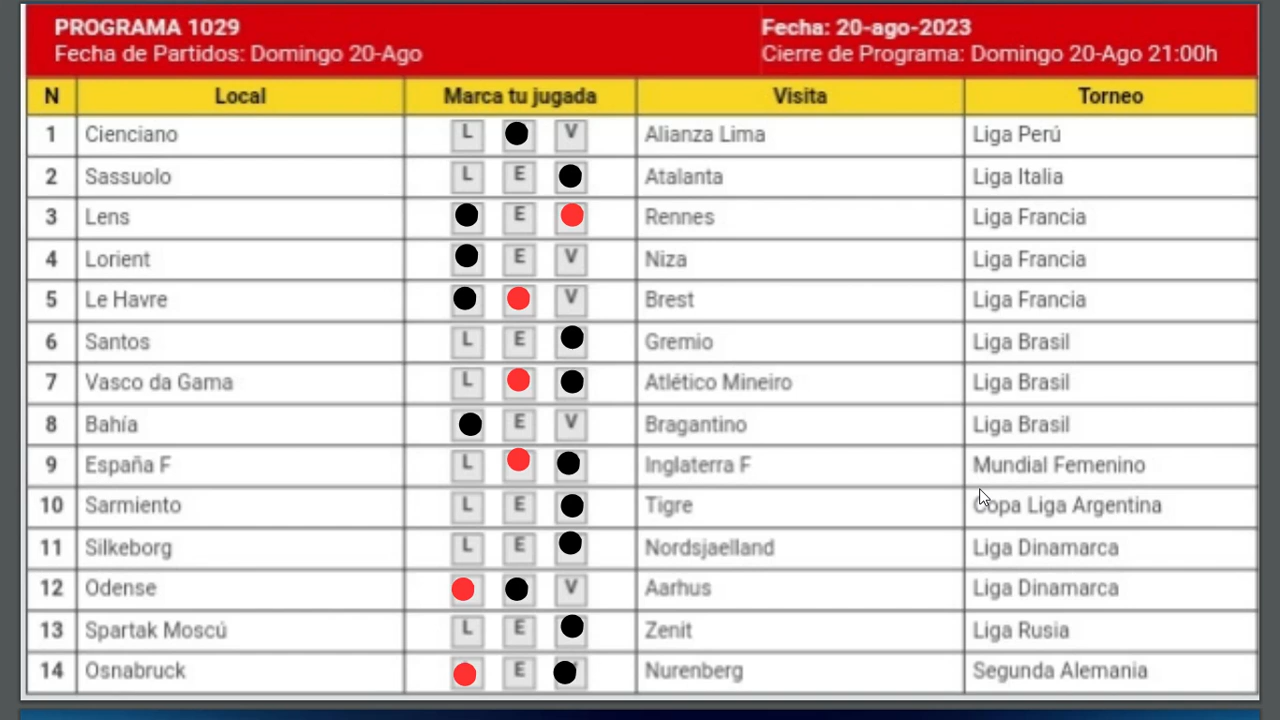 PROGRAMA 1029 Fecha: 20-ago-2023
Fecha de Partidos: Domingo 20-Ago Cierre de Programa: Domingo 20-Ago 21:00h
N Local Marca tu jugada Visita Torneo
1 Cienciano L V Alianza Lima Liga Perú
2 Sassuolo L E Atalanta Liga Italia
3 Lens E Rennes Liga Francia
4 Lorient E V Niza Liga Francia
5 Le Havre V Brest Liga Francia
6 Santos L E Gremio Liga Brasil
7 Vasco da Gama L Atlético Mineiro Liga Brasil
8 Bahía E V Bragantino Liga Brasil
9 España F L Inglaterra F Mundial Femenino
10 Sarmiento L E Tigre Copa Liga Argentina
11 Silkeborg L E Nordsjaelland Liga Dinamarca
12 Odense V Aarhus Liga Dinamarca
13 Spartak Moscú L E Zenit Liga Rusia
14 Osnabruck E Nurenberg Segunda Alemania